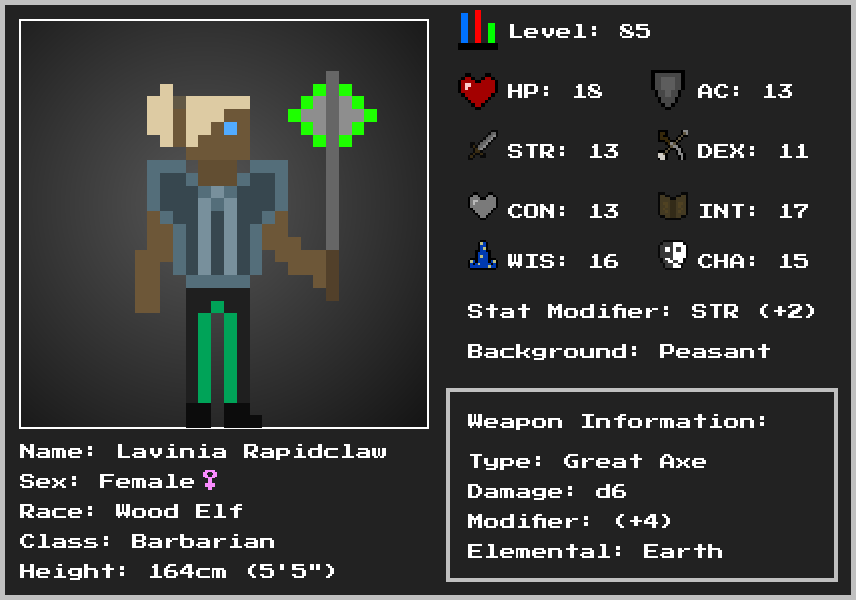 Level: 85
HP: 18 AC: 13
STR: 13 DEX: 11
CON: 13 INT: 17
WIS: 16 CHA: 15
Stat Modifier: STR (+2)
Background: Peasant
Weapon Information:
Type: Great Axe
Damage: d6
Modifier: (+4)
Elemental: Earth
Name: Lavinia Rapidclaw
Sex: Female♀
Race: Wood Elf
Class: Barbarian
Height: 164cm (5'5")